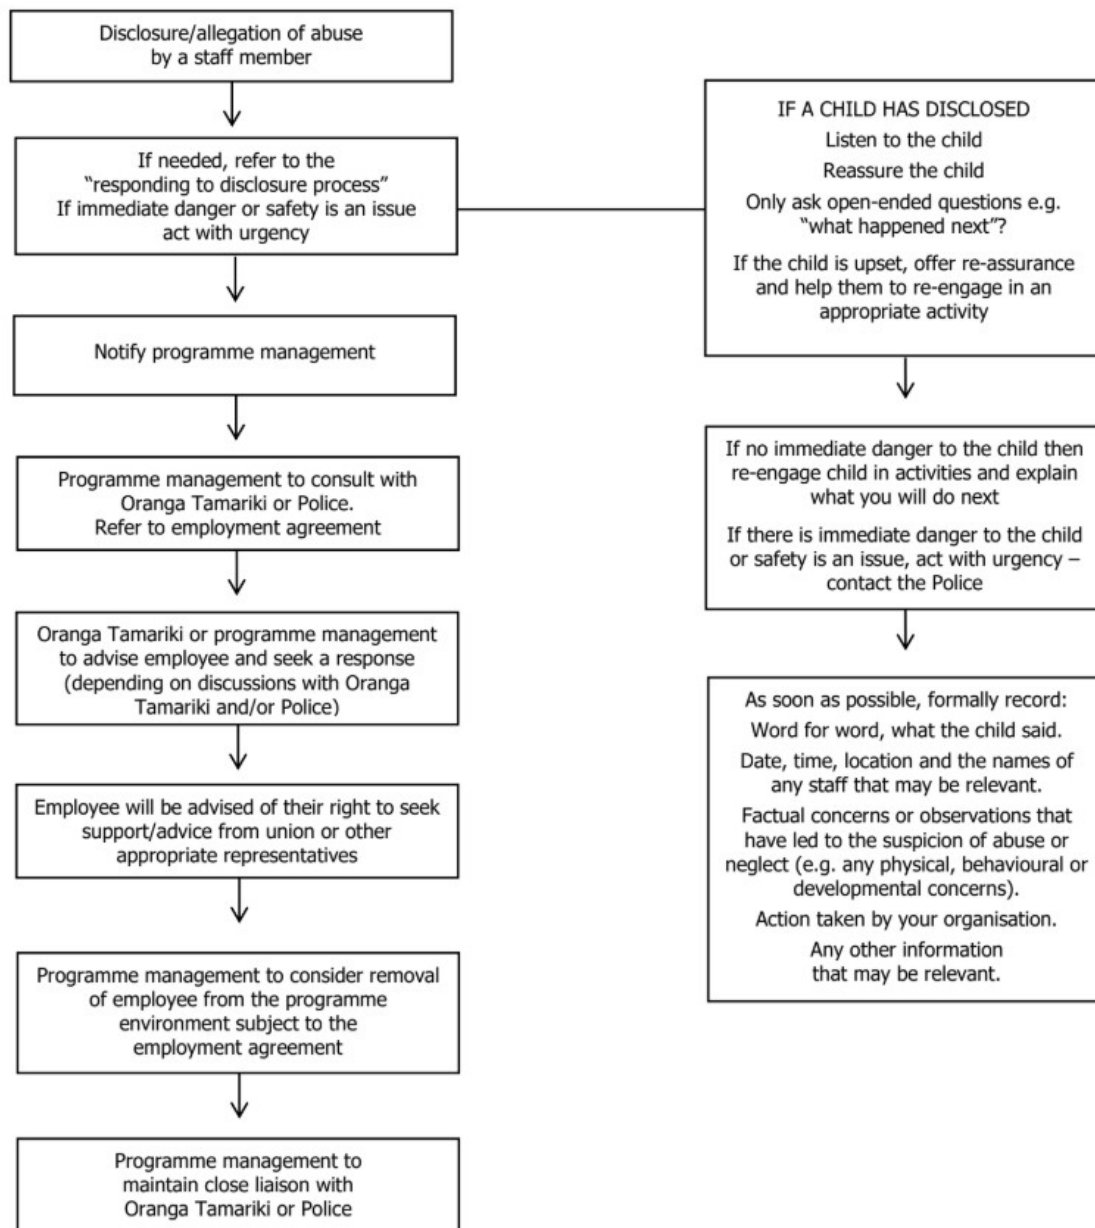 Disclosure/allegation of abuse
by a staff member
If needed, refer to the
“responding to disclosure process”
If immediate danger or safety is an issue
act with urgency
Notify programme management
Programme management to consult with
Oranga Tamariki or Police.
Refer to employment agreement
Oranga Tamariki or programme management
to advise employee and seek a response
(depending on discussions with Oranga
Tamariki and/or Police)
Employee will be advised of their right to seek
support/advice from union or other
appropriate representatives
Programme management to consider removal
of employee from the programme
environment subject to the
employment agreement
Programme management to
maintain close liaison with
Oranga Tamariki or Police
IF A CHILD HAS DISCLOSED
Listen to the child
Reassure the child
Only ask open-ended questions e.g.
“what happened next”?
If the child is upset, offer re-assurance
and help them to re-engage in an
appropriate activity
If no immediate danger to the child then
re-engage child in activities and explain
what you will do next
If there is immediate danger to the child
or safety is an issue, act with urgency –
contact the Police
As soon as possible, formally record:
Word for word, what the child said.
Date, time, location and the names of
any staff that may be relevant.
Factual concerns or observations that
have led to the suspicion of abuse or
neglect (e.g. any physical, behavioural or
developmental concerns).
Action taken by your organisation.
Any other information
that may be relevant.